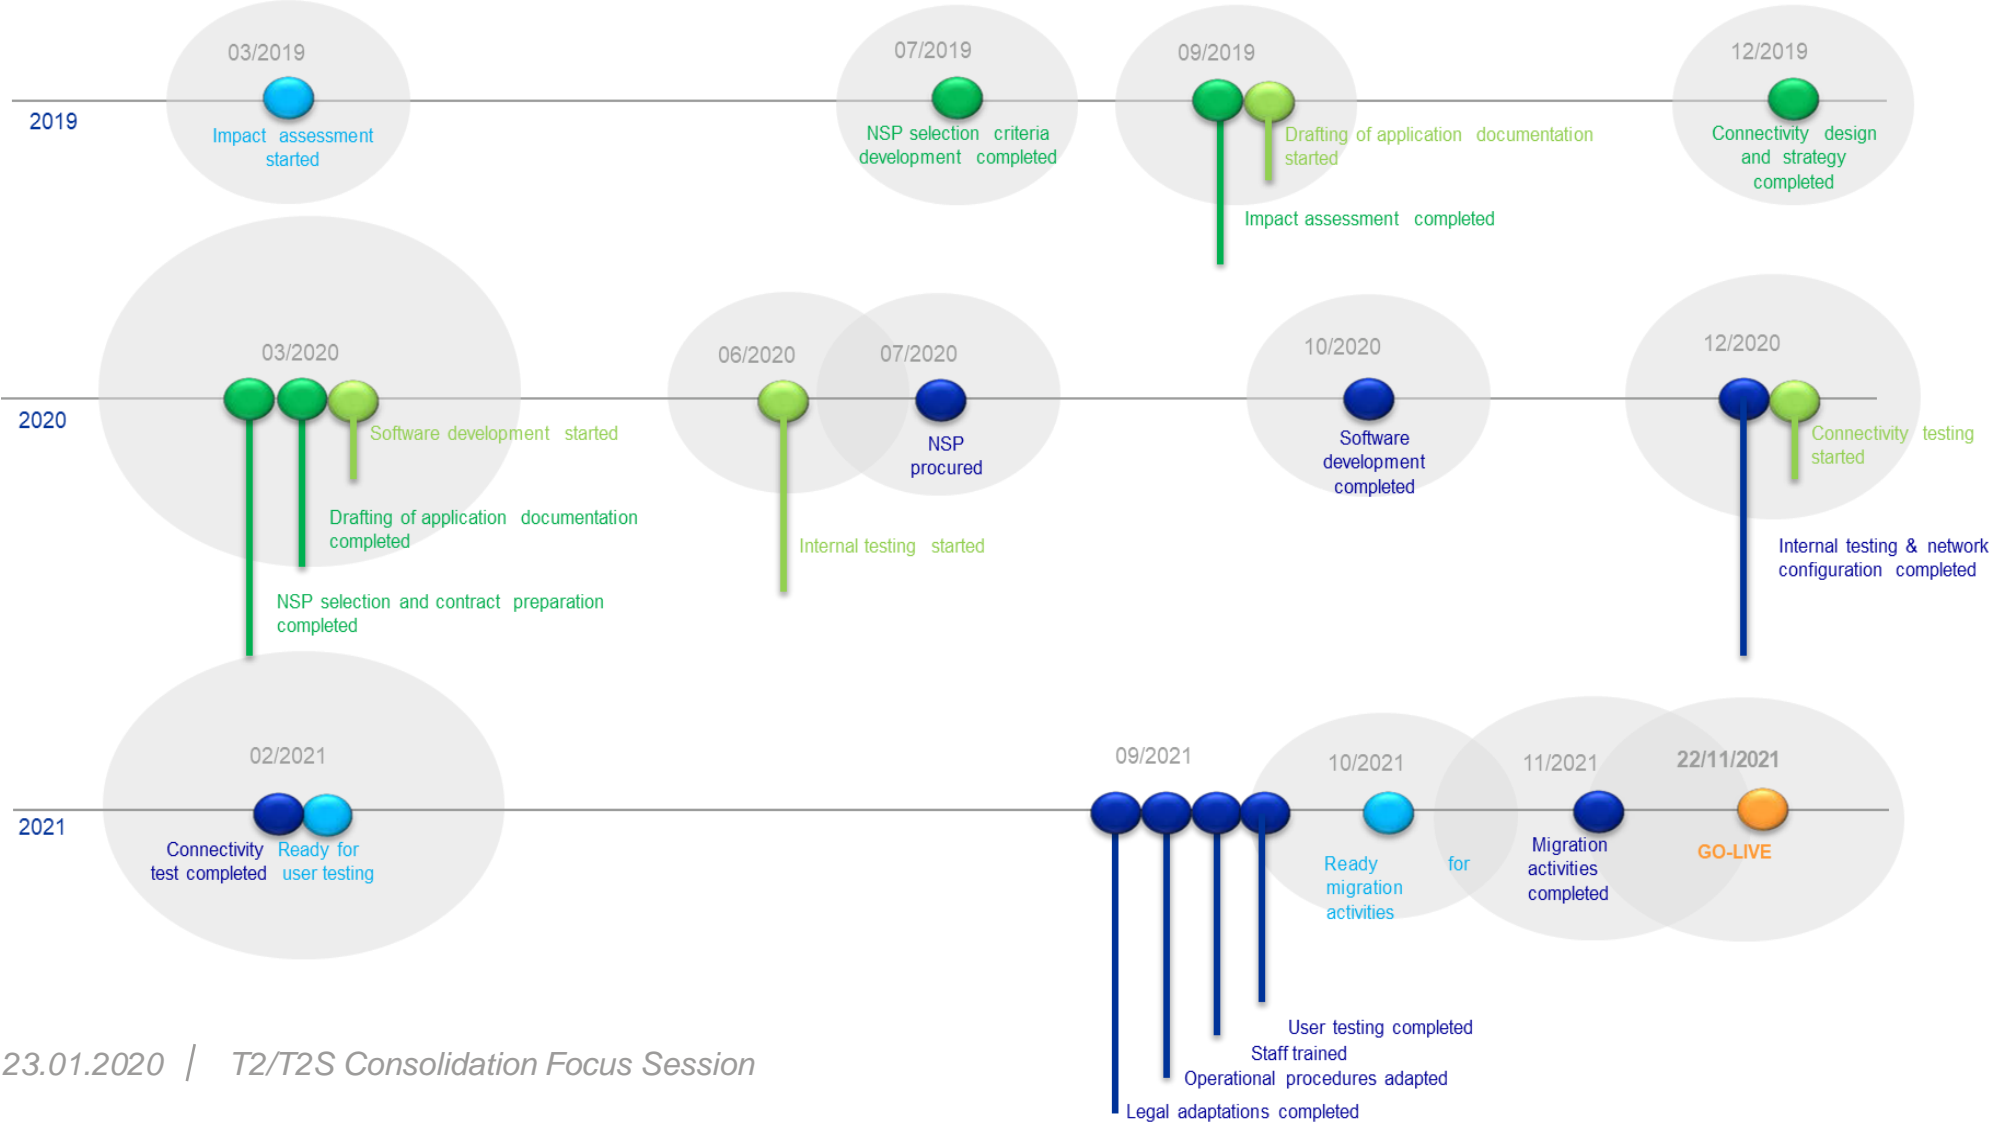 03/2019
07/2019
09/2019
12/2019
2019
Impact assessment
started
NSP selection criteria
development completed
Drafting of application documentation
started
Impact assessment completed
Connectivity design
and strategy
completed
03/2020
06/2020
07/2020
10/2020
12/2020
2020
Software development started
Drafting of application documentation
completed
NSP selection and contract preparation
completed
Internal testing started
NSP
procured
Software
development
completed
Connectivity testing
started
Internal testing & network
configuration completed
02/2021
09/2021
10/2021
11/2021
22/11/2021
2021
Connectivity
test completed
Ready for
user testing
Ready for
migration
activities
Migration
activities
completed
GO-LIVE
User testing completed
Staff trained
Operational procedures adapted
Legal adaptations completed
23.01.2020 | T2/T2S Consolidation Focus Session